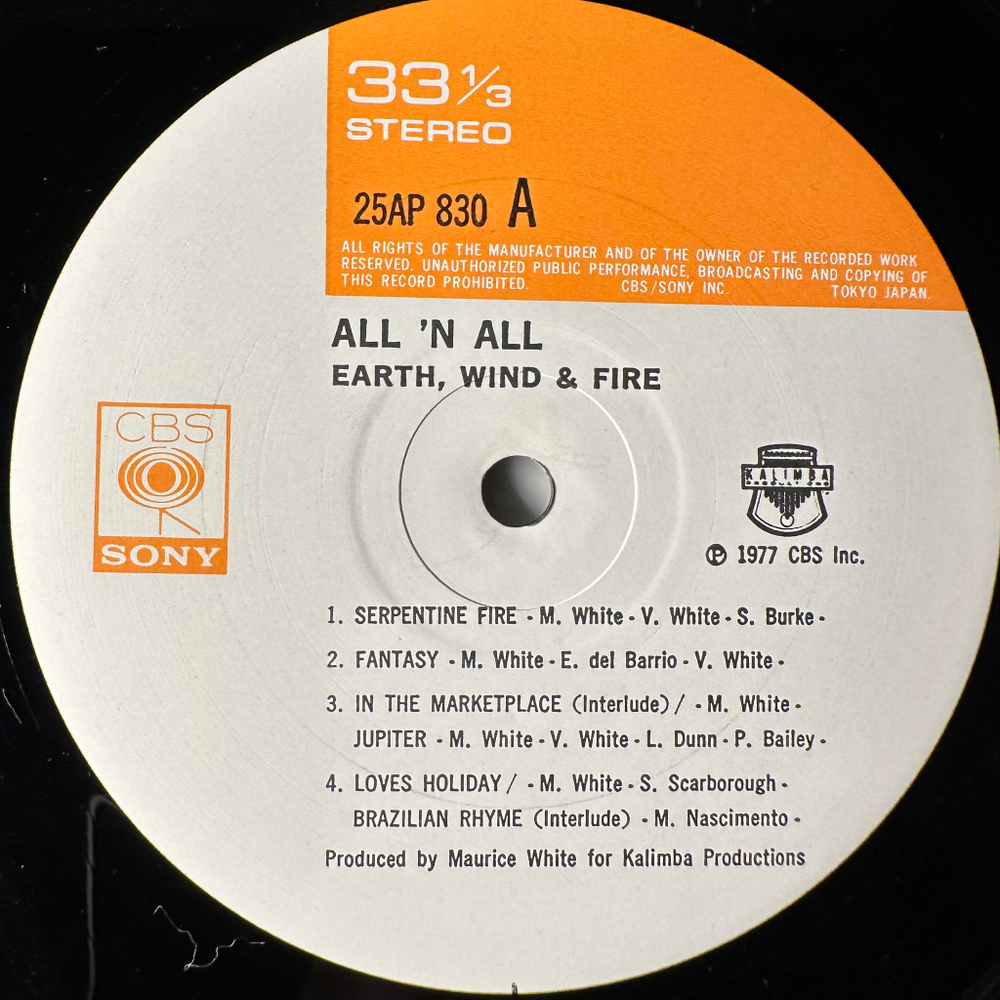 33 1/3
STEREO
25AP 830 A
ALL RIGHTS OF THE MANUFACTURER AND OF THE OWNER OF THE RECORDED WORK
RESERVED. UNAUTHORIZED PUBLIC PERFORMANCE, BROADCASTING AND COPYING OF
THIS RECORD PROHIBITED. CBS/SONY INC. TOKYO JAPAN.
ALL 'N ALL
EARTH, WIND & FIRE
CBS
SONY
KALIMBA
℗ 1977 CBS Inc.
1. SERPENTINE FIRE - M. White - V. White - S. Burke -
2. FANTASY - M. White - E. del Barrio - V. White -
3. IN THE MARKETPLACE (Interlude) / - M. White -
JUPITER - M. White - V. White - L. Dunn - P. Bailey -
4. LOVES HOLIDAY / - M. White - S. Scarborough -
BRAZILIAN RHYME (Interlude) - M. Nascimento -
Produced by Maurice White for Kalimba Productions